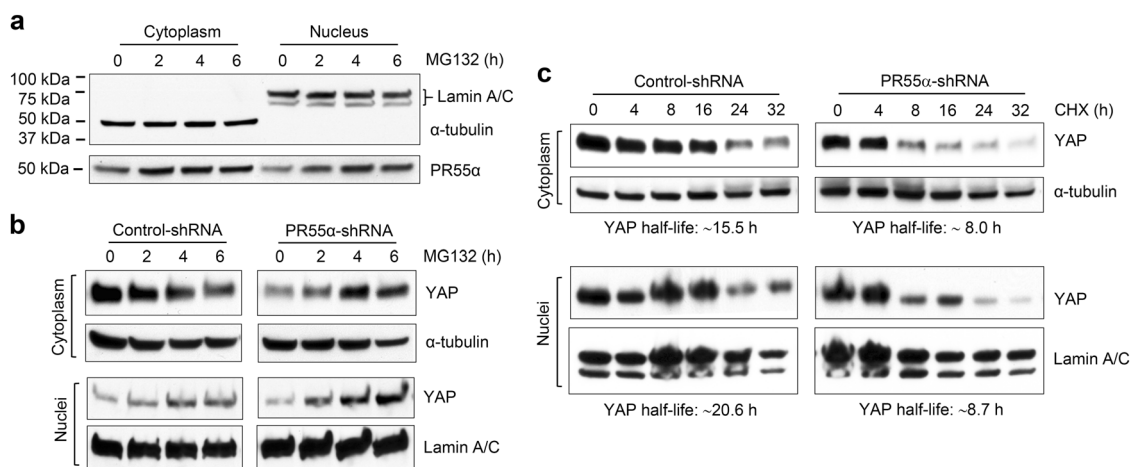 a
Cytoplasm Nucleus
0 2 4 6 0 2 4 6 MG132 (h)
100 kDa
75 kDa
Lamin A/C
50 kDa
α-tubulin
37 kDa
50 kDa
PR55α
b
Control-shRNA PR55α-shRNA
0 2 4 6 0 2 4 6 MG132 (h)
Cytoplasm
YAP
α-tubulin
Nuclei
YAP
Lamin A/C
c
Control-shRNA PR55α-shRNA
0 4 8 16 24 32 0 4 8 16 24 32 CHX (h)
Cytoplasm
YAP
α-tubulin
YAP half-life: ~15.5 h YAP half-life: ~ 8.0 h
Nuclei
YAP
Lamin A/C
YAP half-life: ~20.6 h YAP half-life: ~8.7 h